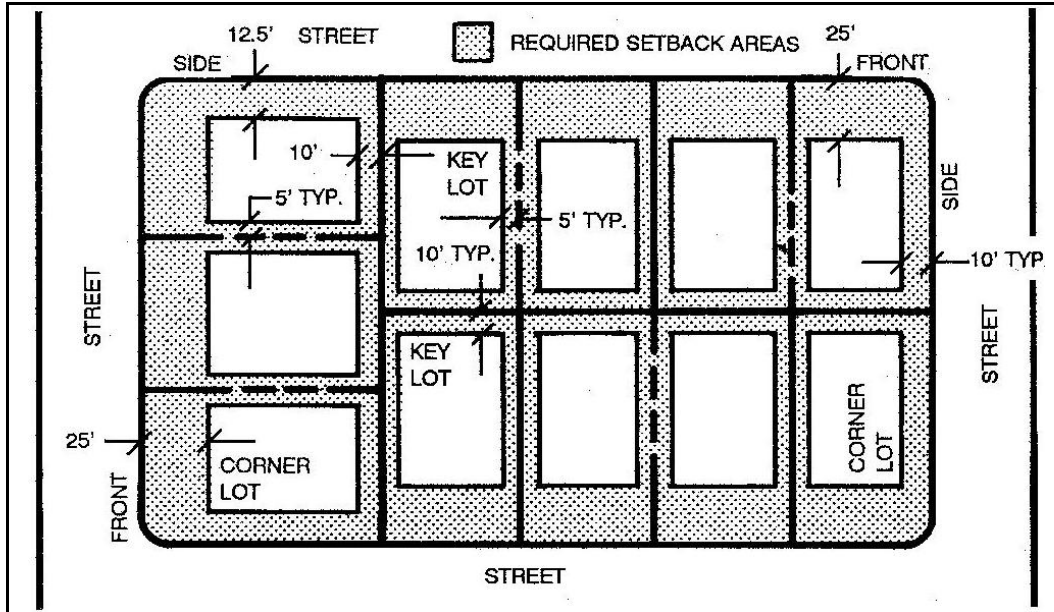 12.5' STREET
REQUIRED SETBACK AREAS
25'
SIDE
FRONT
10'
KEY
LOT
5' TYP.
5' TYP.
10' TYP.
SIDE
10' TYP.
STREET
KEY
LOT
STREET
25'
CORNER
LOT
CORNER
LOT
FRONT
STREET